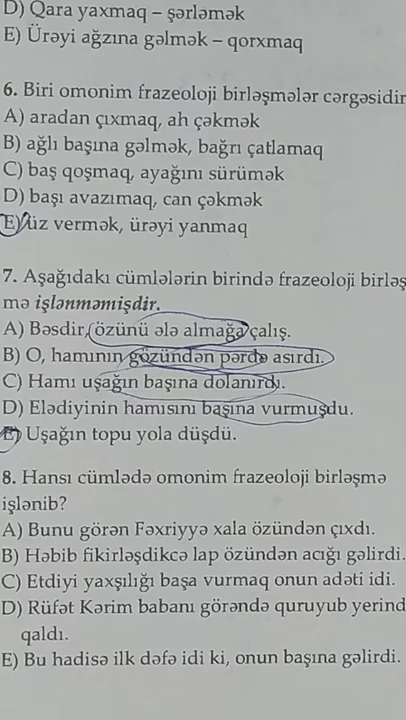 D) Qara yaxmaq – şərləmək
E) Ürəyi ağzına gəlmək – qorxmaq
6. Biri omonim frazeoloji birləşmələr cərgəsidir
A) aradan çıxmaq, ah çəkmək
B) ağlı başına gəlmək, bağrı çatlamaq
C) baş qoşmaq, ayağını sürümək
D) başı avazımaq, can çəkmək
E) üz vermək, ürəyi yanmaq
7. Aşağıdakı cümlələrin birində frazeoloji birləş
mə işlənməmişdir.
A) Bəsdir, özünü ələ almağa çalış.
B) O, hamının gözündən pərdə asırdı.
C) Hamı uşağın başına dolanırdı.
D) Elədiyinin hamısını başına vurmuşdu.
E) Uşağın topu yola düşdü.
8. Hansı cümlədə omonim frazeoloji birləşmə
işlənib?
A) Bunu görən Fəxriyyə xala özündən çıxdı.
B) Həbib fikirləşdikcə lap özündən acığı gəlirdi.
C) Etdiyi yaxşılığı başa vurmaq onun adəti idi.
D) Rüfət Kərim babanı görəndə quruyub yerind
qaldı.
E) Bu hadisə ilk dəfə idi ki, onun başına gəlirdi.